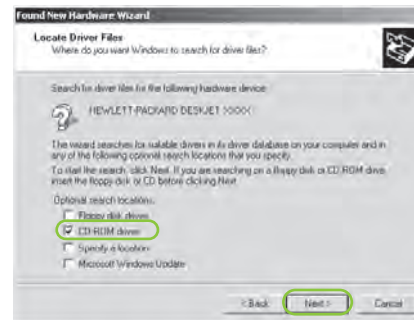 Found New Hardware Wizard
Locate Driver Files
Where do you want Windows to search for driver files?
Search for driver files for the following hardware device:
HEWLETT-PACKARD DESKJET XXXXX
The wizard searches for suitable drivers in its driver database on your computer and in
any of the following optional search locations that you specify.
To start the search, click Next. If you are searching on a floppy disk or CD-ROM drive,
insert the floppy disk or CD before clicking Next.
Optional search locations:
Floppy disk drives
CD-ROM drives
Specify a location
Microsoft Windows Update
< Back
Next >
Cancel